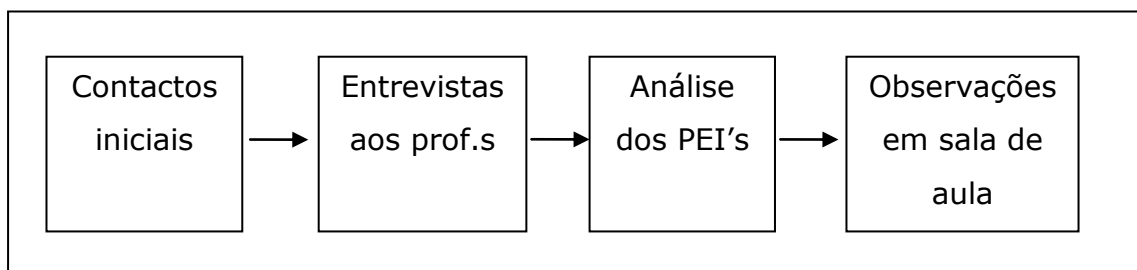 Contactos
iniciais
Entrevistas
aos prof.s
Análise
dos PEI’s
Observações
em sala de
aula